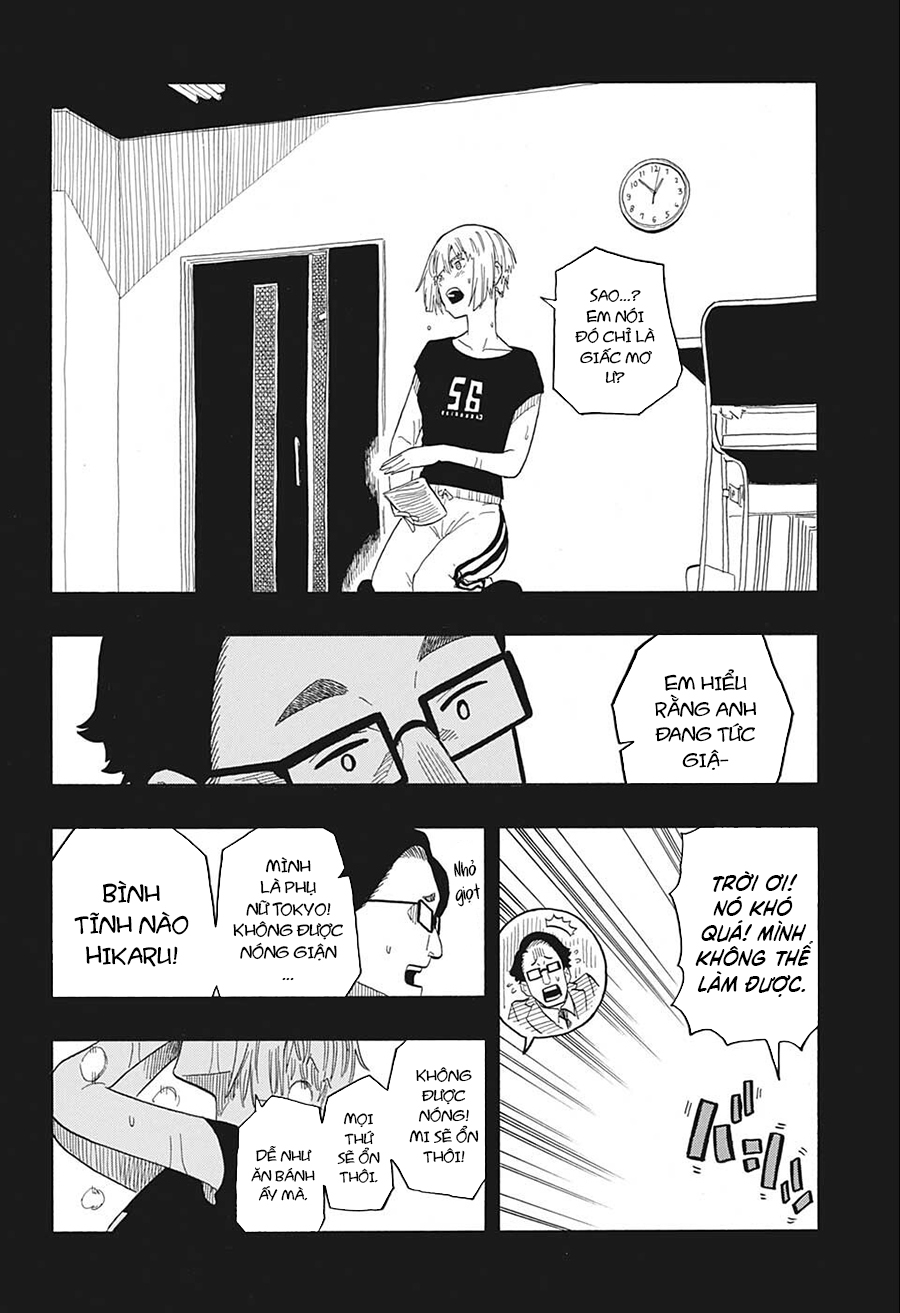 SAO...?
EM NÓI
ĐÓ CHỈ LÀ
GIẤC MƠ
Ư?
56
EM HIỂU
RẰNG ANH
ĐANG TỨC
GIẬ-
TRỜI ƠI!
NÓ KHÓ
QUÁ! MÌNH
KHÔNG THỂ
LÀM ĐƯỢC.
Nhỏ
giọt
MÌNH
LÀ PHỤ
NỮ TOKYO!
KHÔNG ĐƯỢC
NÓNG GIẬN
...
BÌNH
TĨNH NÀO
HIKARU!
KHÔNG
ĐƯỢC
NÓNG!
MI SẼ ỔN
THÔI!
MỌI
THỨ
SẼ ỔN
THÔI.
DỄ NHƯ
ĂN BÁNH
ẤY MÀ.